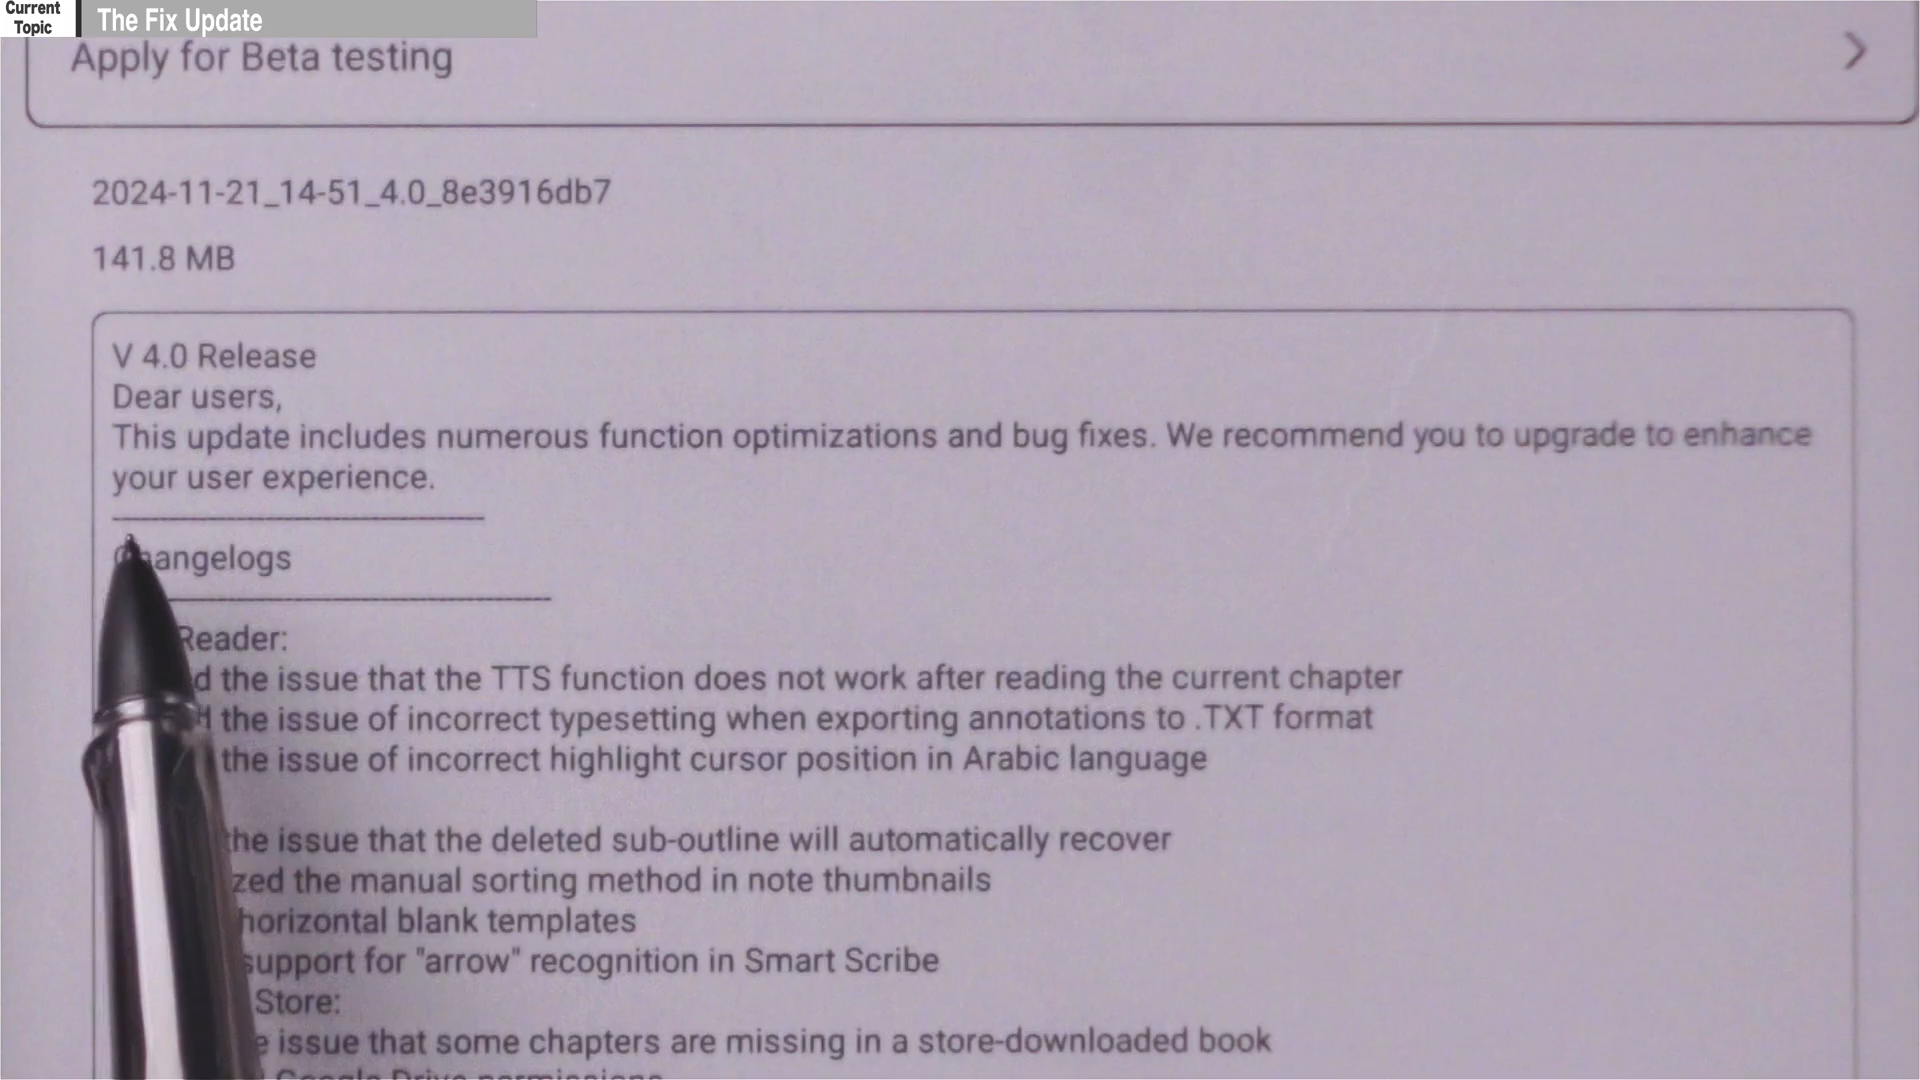 Current
Topic
The Fix Update
Apply for Beta testing
2024-11-21_14-51_4.0_8e3916db7
141.8 MB
V 4.0 Release
Dear users,
This update includes numerous function optimizations and bug fixes. We recommend you to upgrade to enhance
your user experience.
Changelogs
Reader:
the issue that the TTS function does not work after reading the current chapter
the issue of incorrect typesetting when exporting annotations to .TXT format
the issue of incorrect highlight cursor position in Arabic language
the issue that the deleted sub-outline will automatically recover
the manual sorting method in note thumbnails
horizontal blank templates
support for "arrow" recognition in Smart Scribe
Store:
issue that some chapters are missing in a store-downloaded book
Google Drive permissions